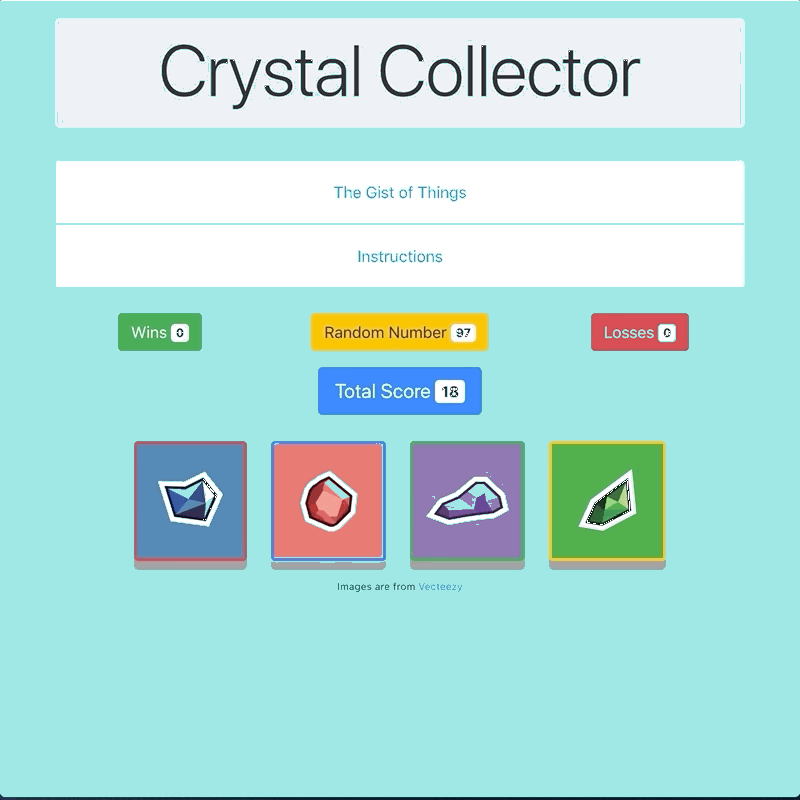 Crystal Collector
The Gist of Things
Instructions
Wins 0
Random Number 97
Losses 0
Total Score 18
Images are from Vecteezy